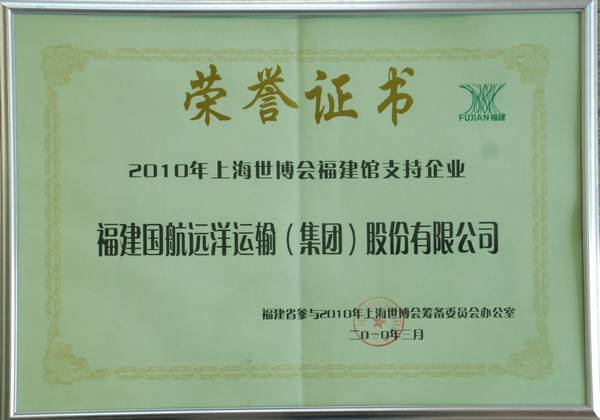 荣誉证书
FUJIAN福建
2010年上海世博会福建馆支持企业
福建国航远洋运输（集团）股份有限公司
福建省参与2010年上海世博会筹备委员会办公室
二〇一〇年三月